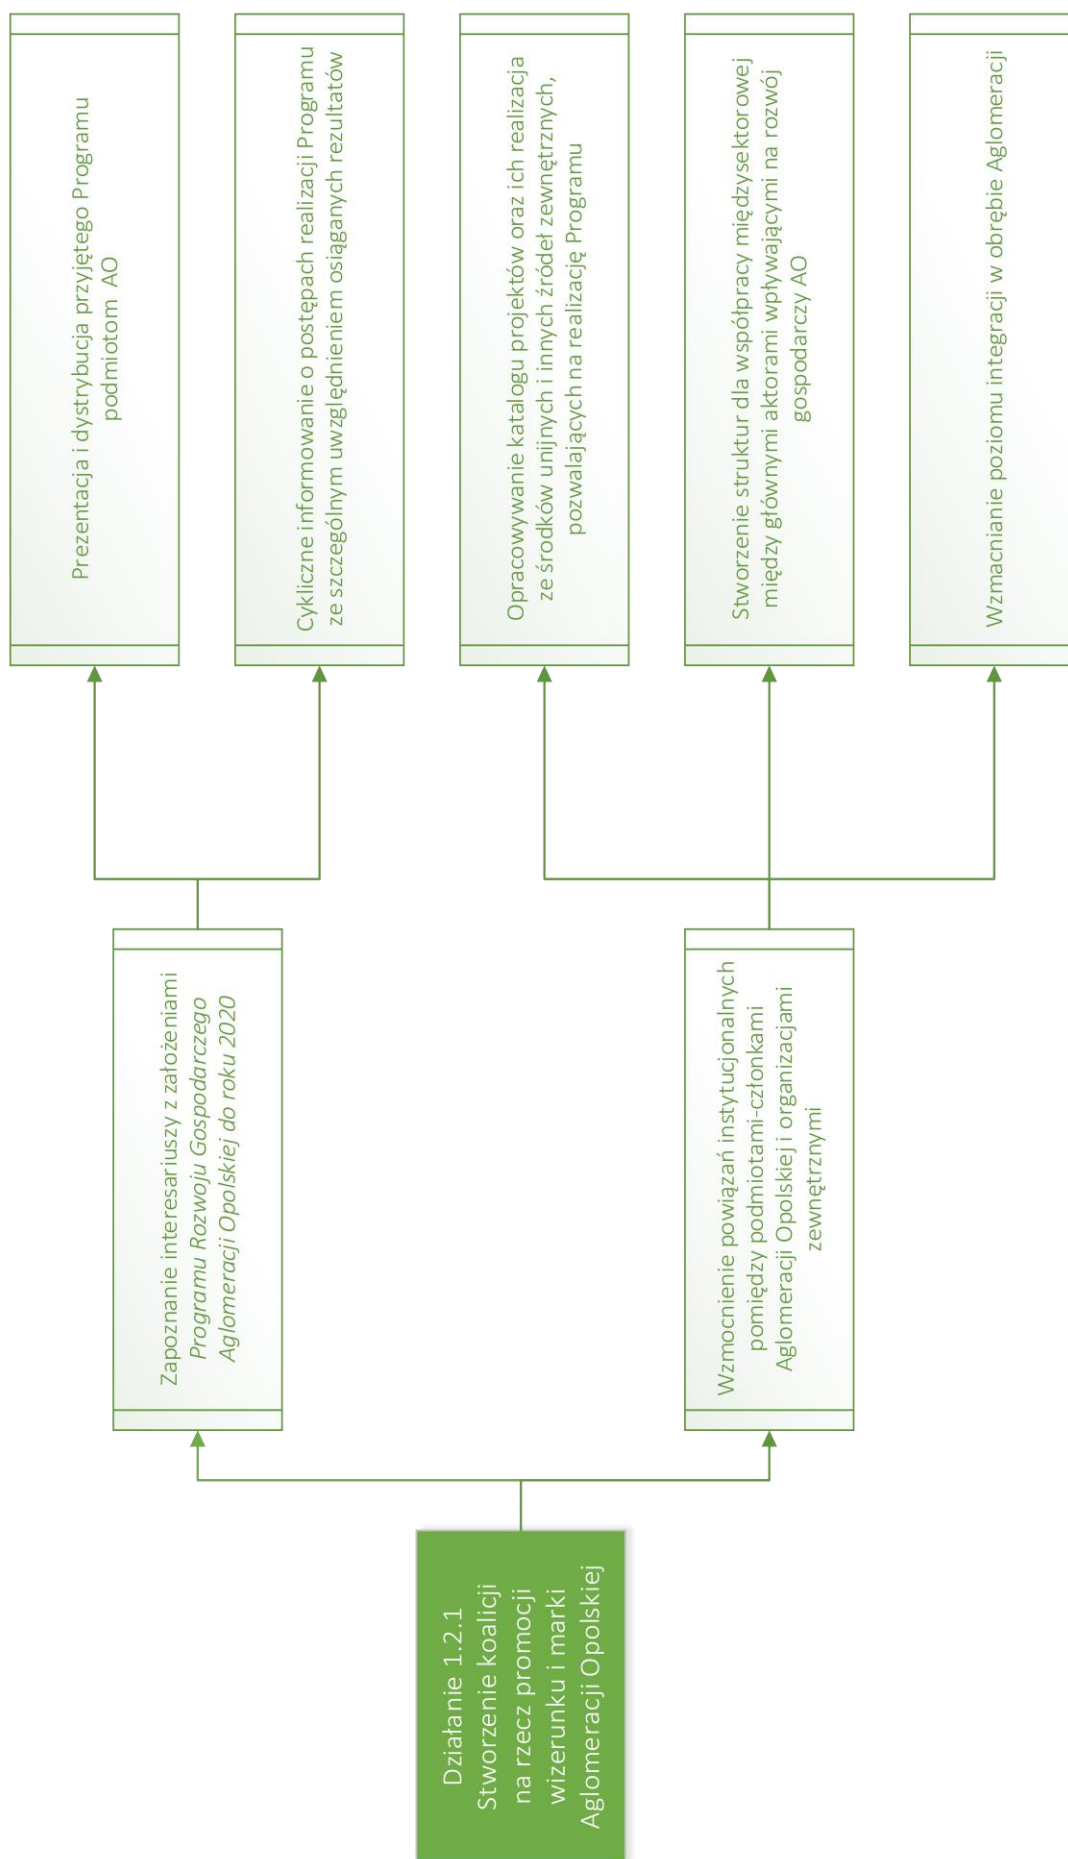 Działanie 1.2.1
Stworzenie koalicji
na rzecz promocji
wizerunku i marki
Aglomeracji Opolskiej
Zapoznanie interesariuszy z założeniami
Programu Rozwoju Gospodarczego
Aglomeracji Opolskiej do roku 2020
Prezentacja i dystrybucja przyjętego Programu
podmiotom AO
Cykliczne informowanie o postępach realizacji Programu
ze szczególnym uwzględnieniem osiąganych rezultatów
Wzmocnienie powiązań instytucjonalnych
pomiędzy podmiotami-członkami
Aglomeracji Opolskiej i organizacjami
zewnętrznymi
Opracowywanie katalogu projektów oraz ich realizacja
ze środków unijnych i innych źródeł zewnętrznych,
pozwalających na realizację Programu
Stworzenie struktur dla współpracy międzysektorowej
między głównymi aktorami wpływającymi na rozwój
gospodarczy AO
Wzmacnianie poziomu integracji w obrębie Aglomeracji